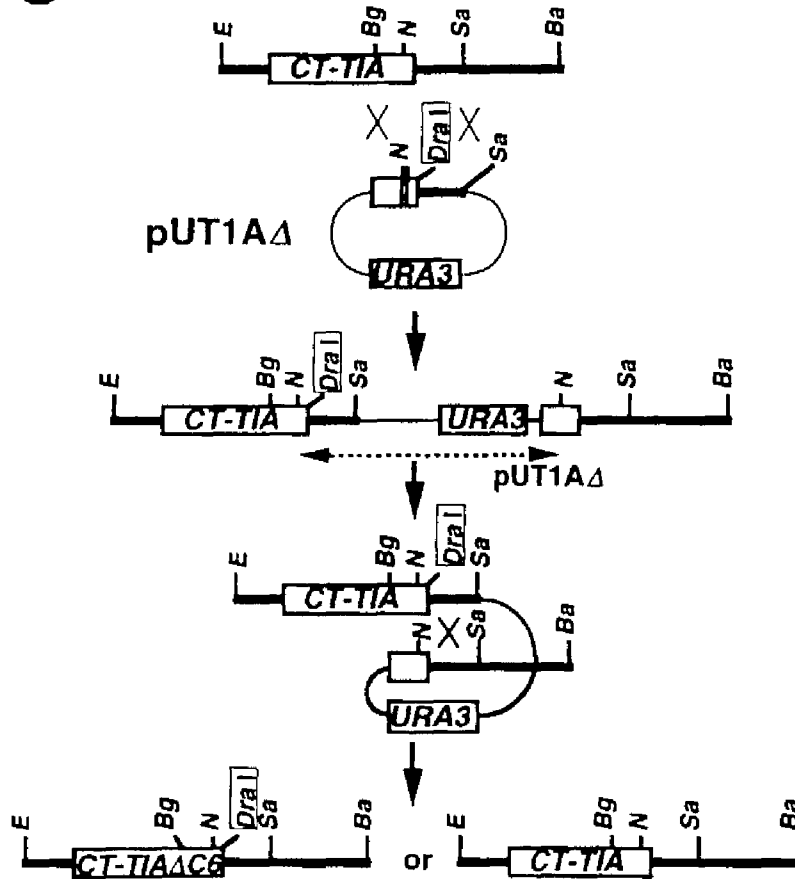 E Bg N Sa Ba
CT-TIA
N Dra I Sa
pUT1AΔ
URA3
E Bg N Dra I Sa N Sa Ba
CT-TIA URA3
pUT1AΔ
E Bg N Dra I Sa
CT-TIA
N Sa Ba
URA3
E Bg N Dra I Sa Ba E Bg N Sa Ba
CT-TIAΔC6 or CT-TIA